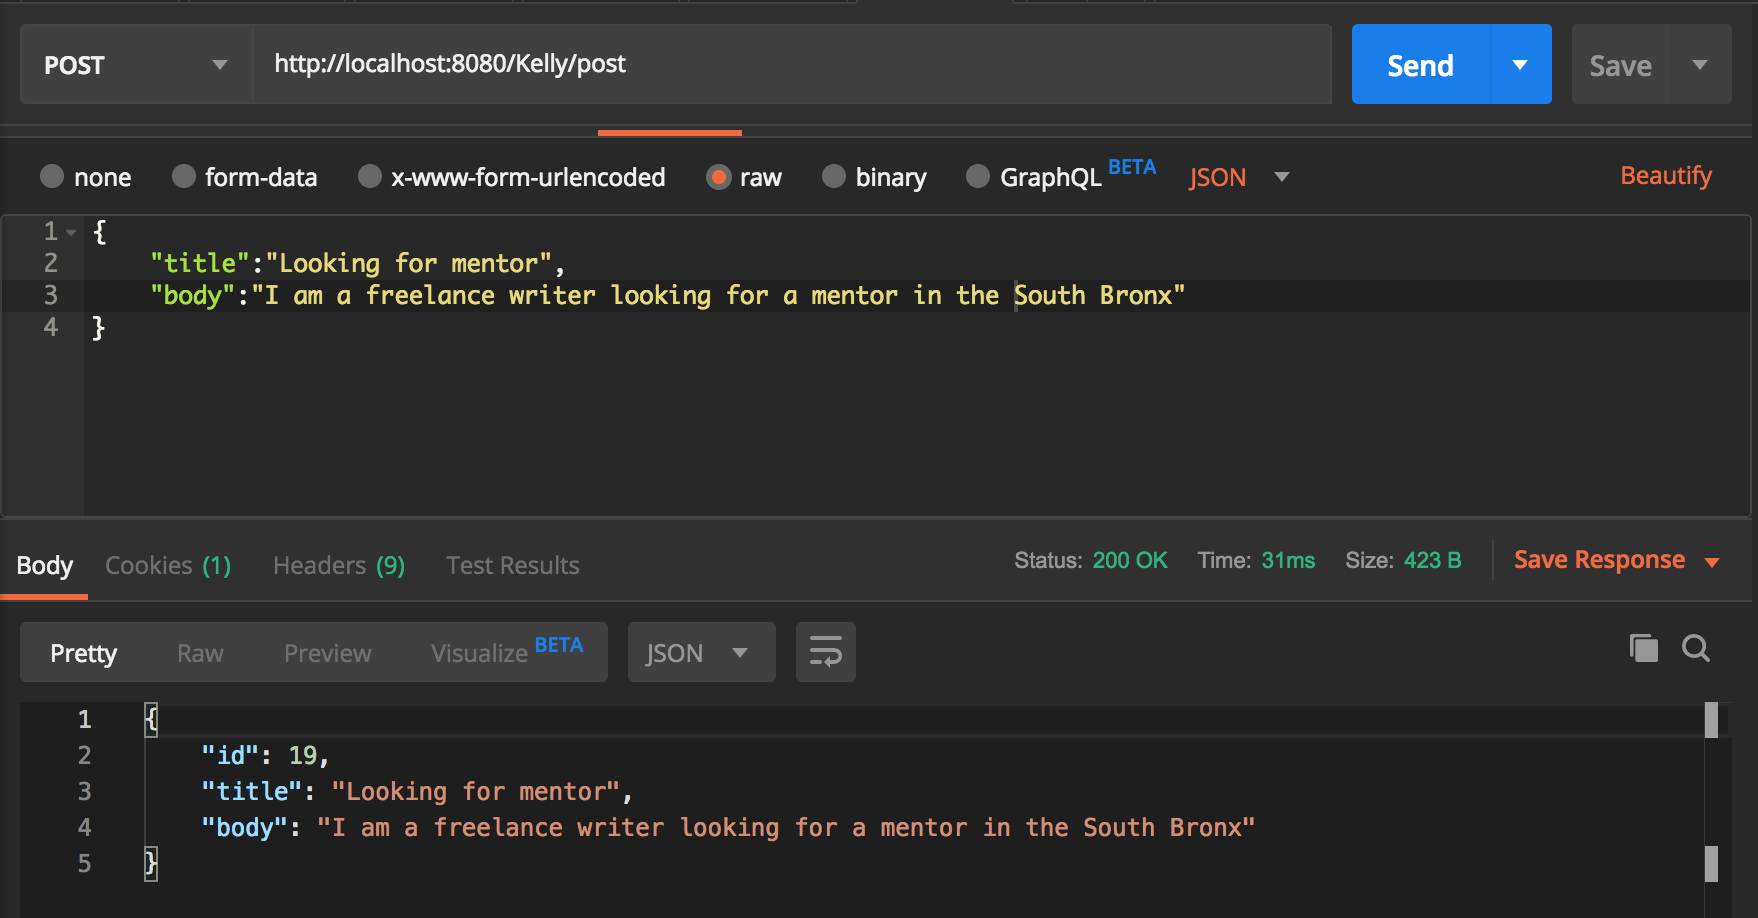 POST http://localhost:8080/Kelly/post Send Save
none form-data x-www-form-urlencoded raw binary GraphQL BETA JSON Beautify
1 {
2 "title":"Looking for mentor",
3 "body":"I am a freelance writer looking for a mentor in the South Bronx"
4 }
Body Cookies (1) Headers (9) Test Results Status: 200 OK Time: 31ms Size: 423 B Save Response
Pretty Raw Preview Visualize BETA JSON
1 {
2 "id": 19,
3 "title": "Looking for mentor",
4 "body": "I am a freelance writer looking for a mentor in the South Bronx"
5 }